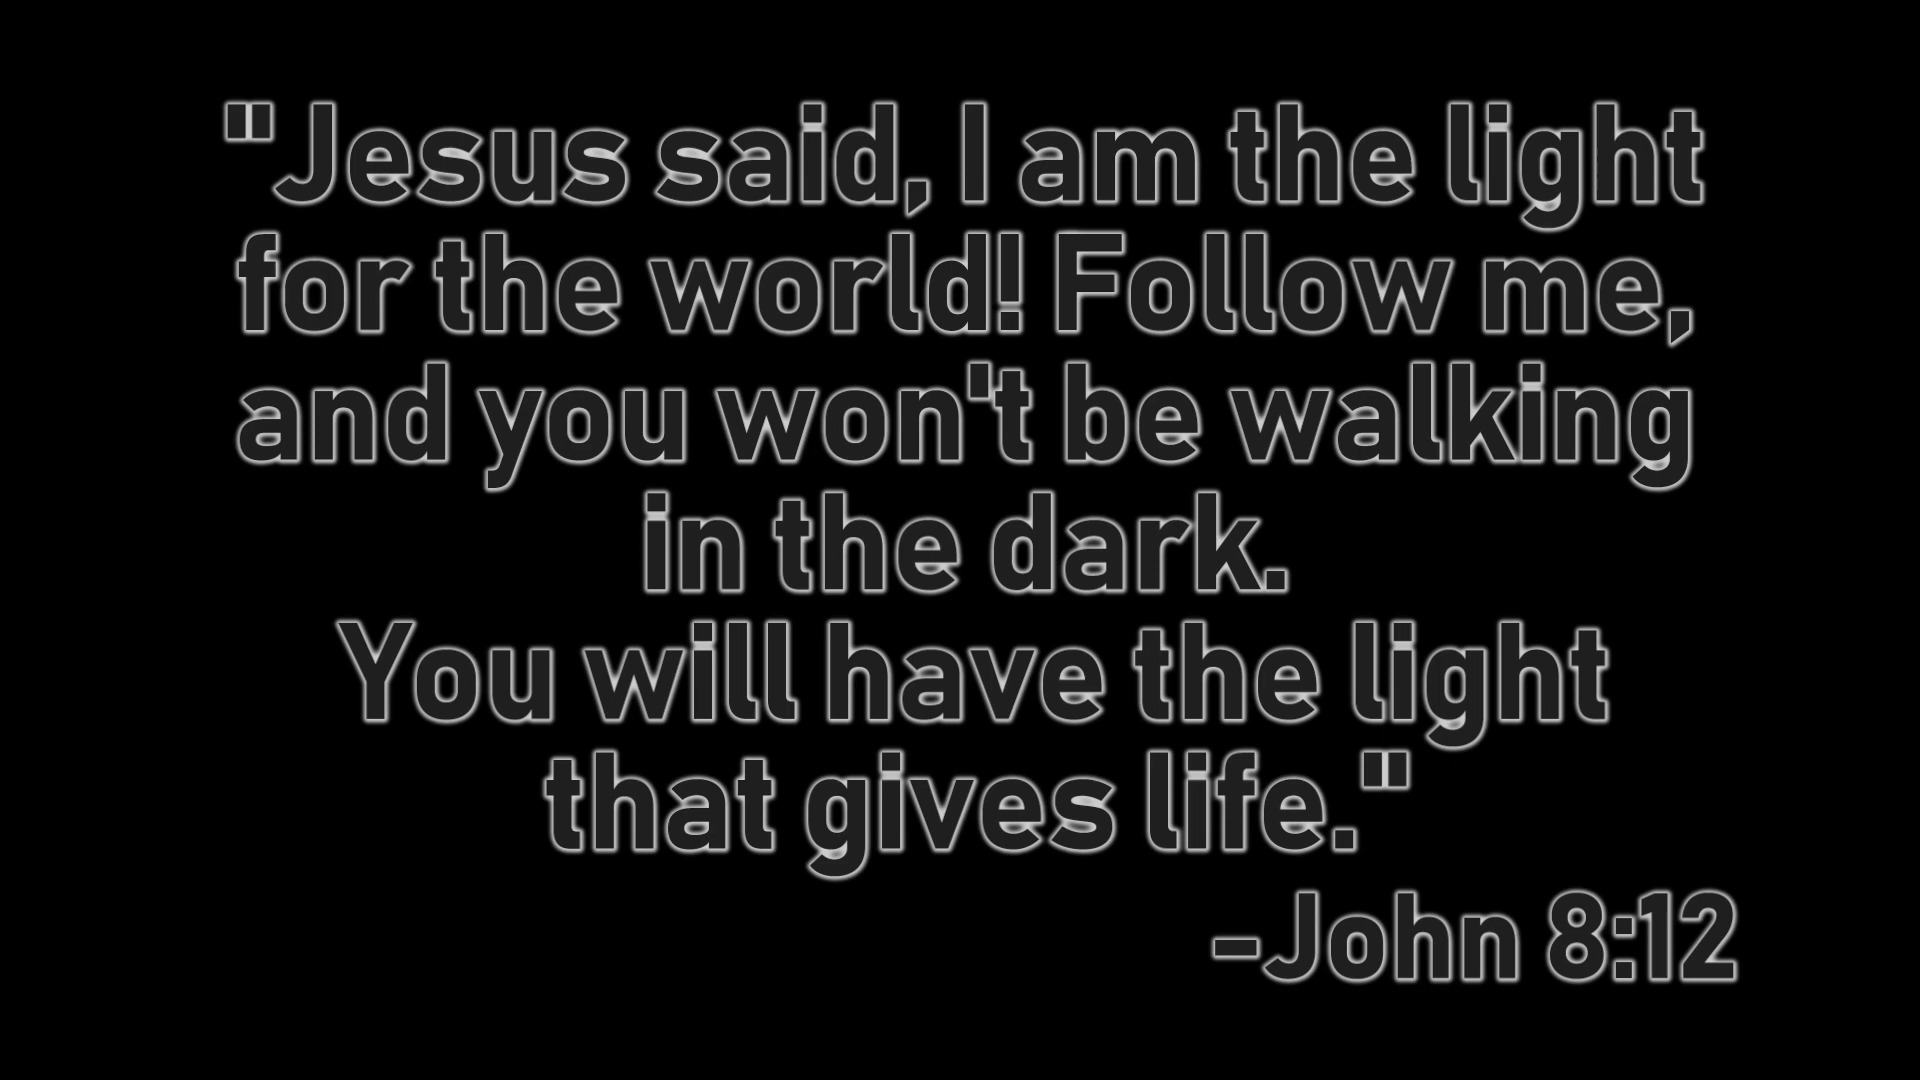 "Jesus said, I am the light
for the world! Follow me,
and you won't be walking
in the dark.
You will have the light
that gives life."
-John 8:12